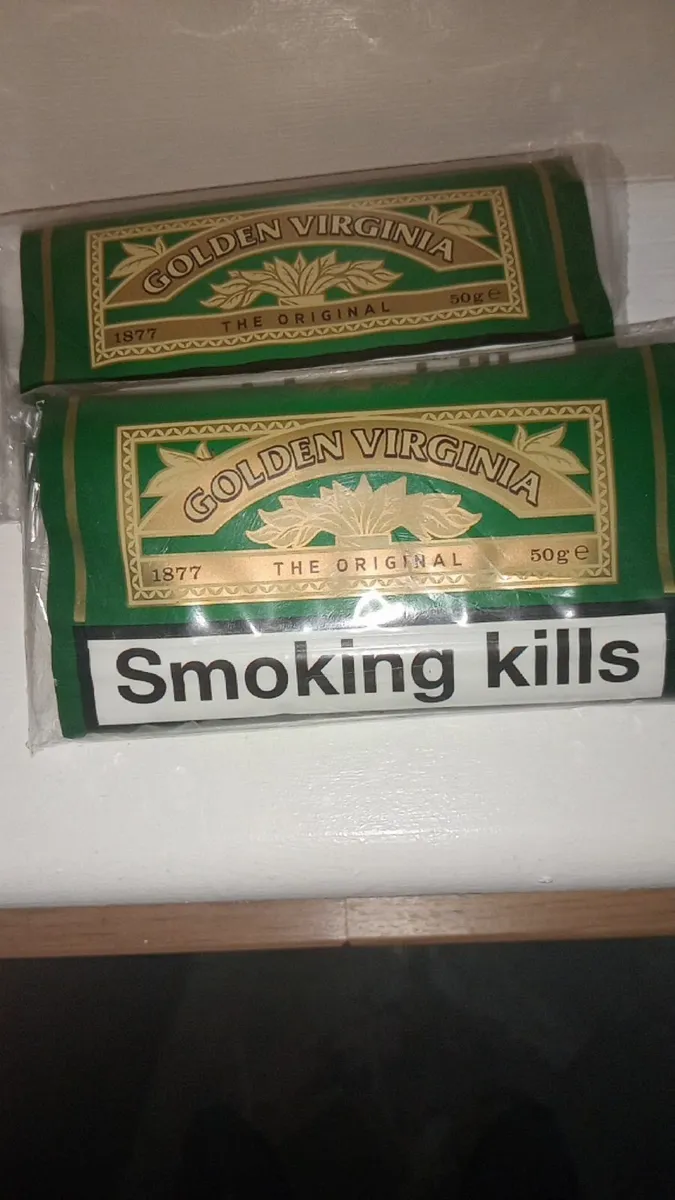 GOLDEN VIRGINIA
1877 THE ORIGINAL 50g e
GOLDEN VIRGINIA
1877 THE ORIGINAL 50g e
Smoking kills